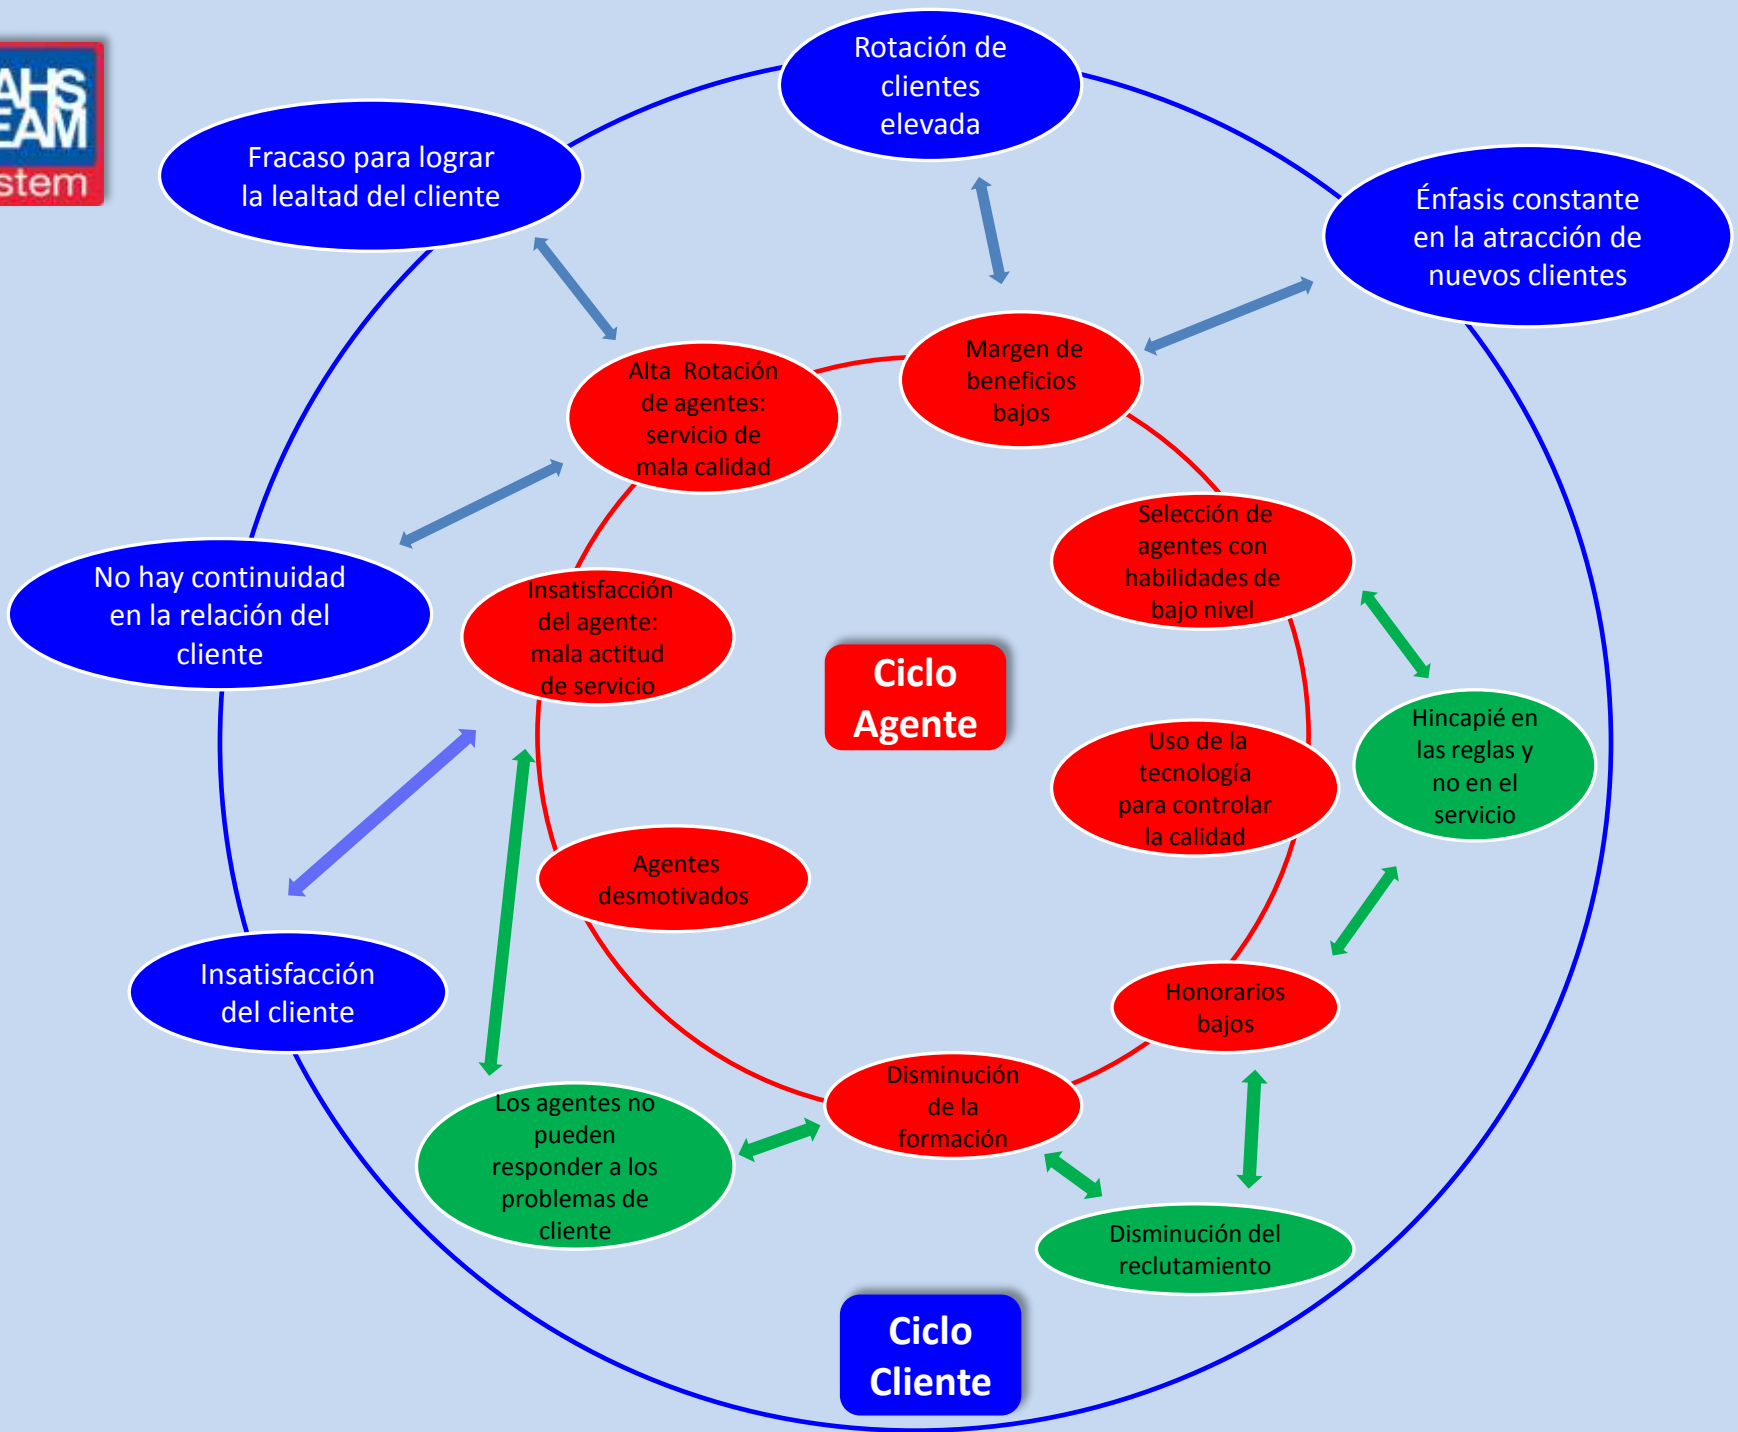 AHS
EAM
stem
Rotación de
clientes
elevada
Fracaso para lograr
la lealtad del cliente
Énfasis constante
en la atracción de
nuevos clientes
Margen de
beneficios
bajos
Alta Rotación
de agentes:
servicio de
mala calidad
Selección de
agentes con
habilidades de
bajo nivel
No hay continuidad
en la relación del
cliente
Insatisfacción
del agente:
mala actitud
de servicio
Ciclo
Agente
Hincapié en
las reglas y
no en el
servicio
Uso de la
tecnología
para controlar
la calidad
Agentes
desmotivados
Insatisfacción
del cliente
Honorarios
bajos
Disminución
de la
formación
Los agentes no
pueden
responder a los
problemas de
cliente
Disminución del
reclutamiento
Ciclo
Cliente